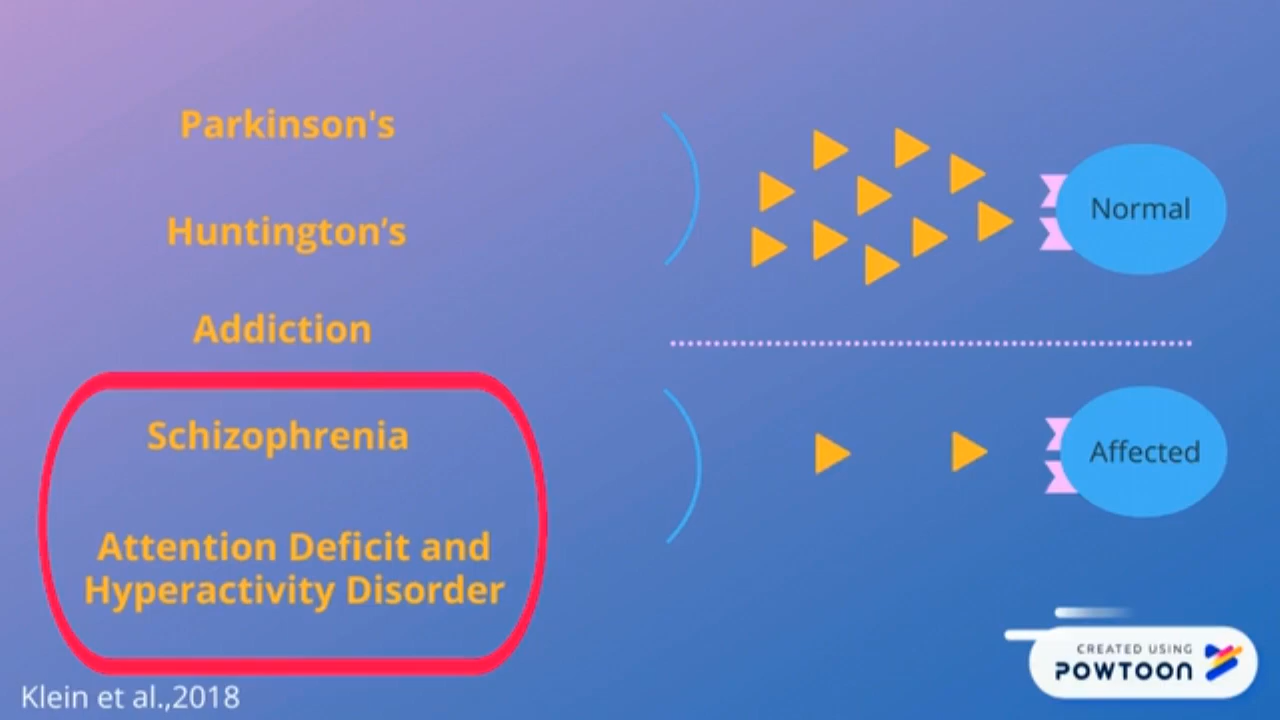 Parkinson's
Huntington’s
Addiction
Schizophrenia
Attention Deficit and
Hyperactivity Disorder
Normal
Affected
Klein et al.,2018
CREATED USING
POWTOON